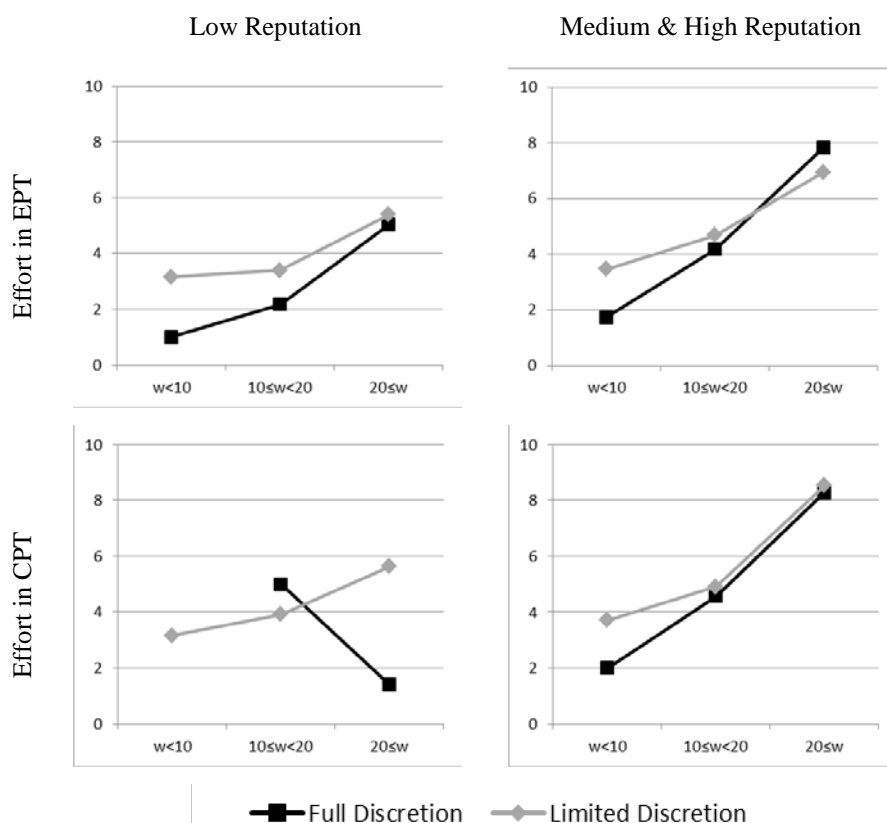 Low Reputation
Medium & High Reputation
Effort in EPT
10
8
6
4
2
0
w<10
10≤w<20
20≤w
10
8
6
4
2
0
w<10
10≤w<20
20≤w
Effort in CPT
10
8
6
4
2
0
w<10
10≤w<20
20≤w
10
8
6
4
2
0
w<10
10≤w<20
20≤w
Full Discretion
Limited Discretion